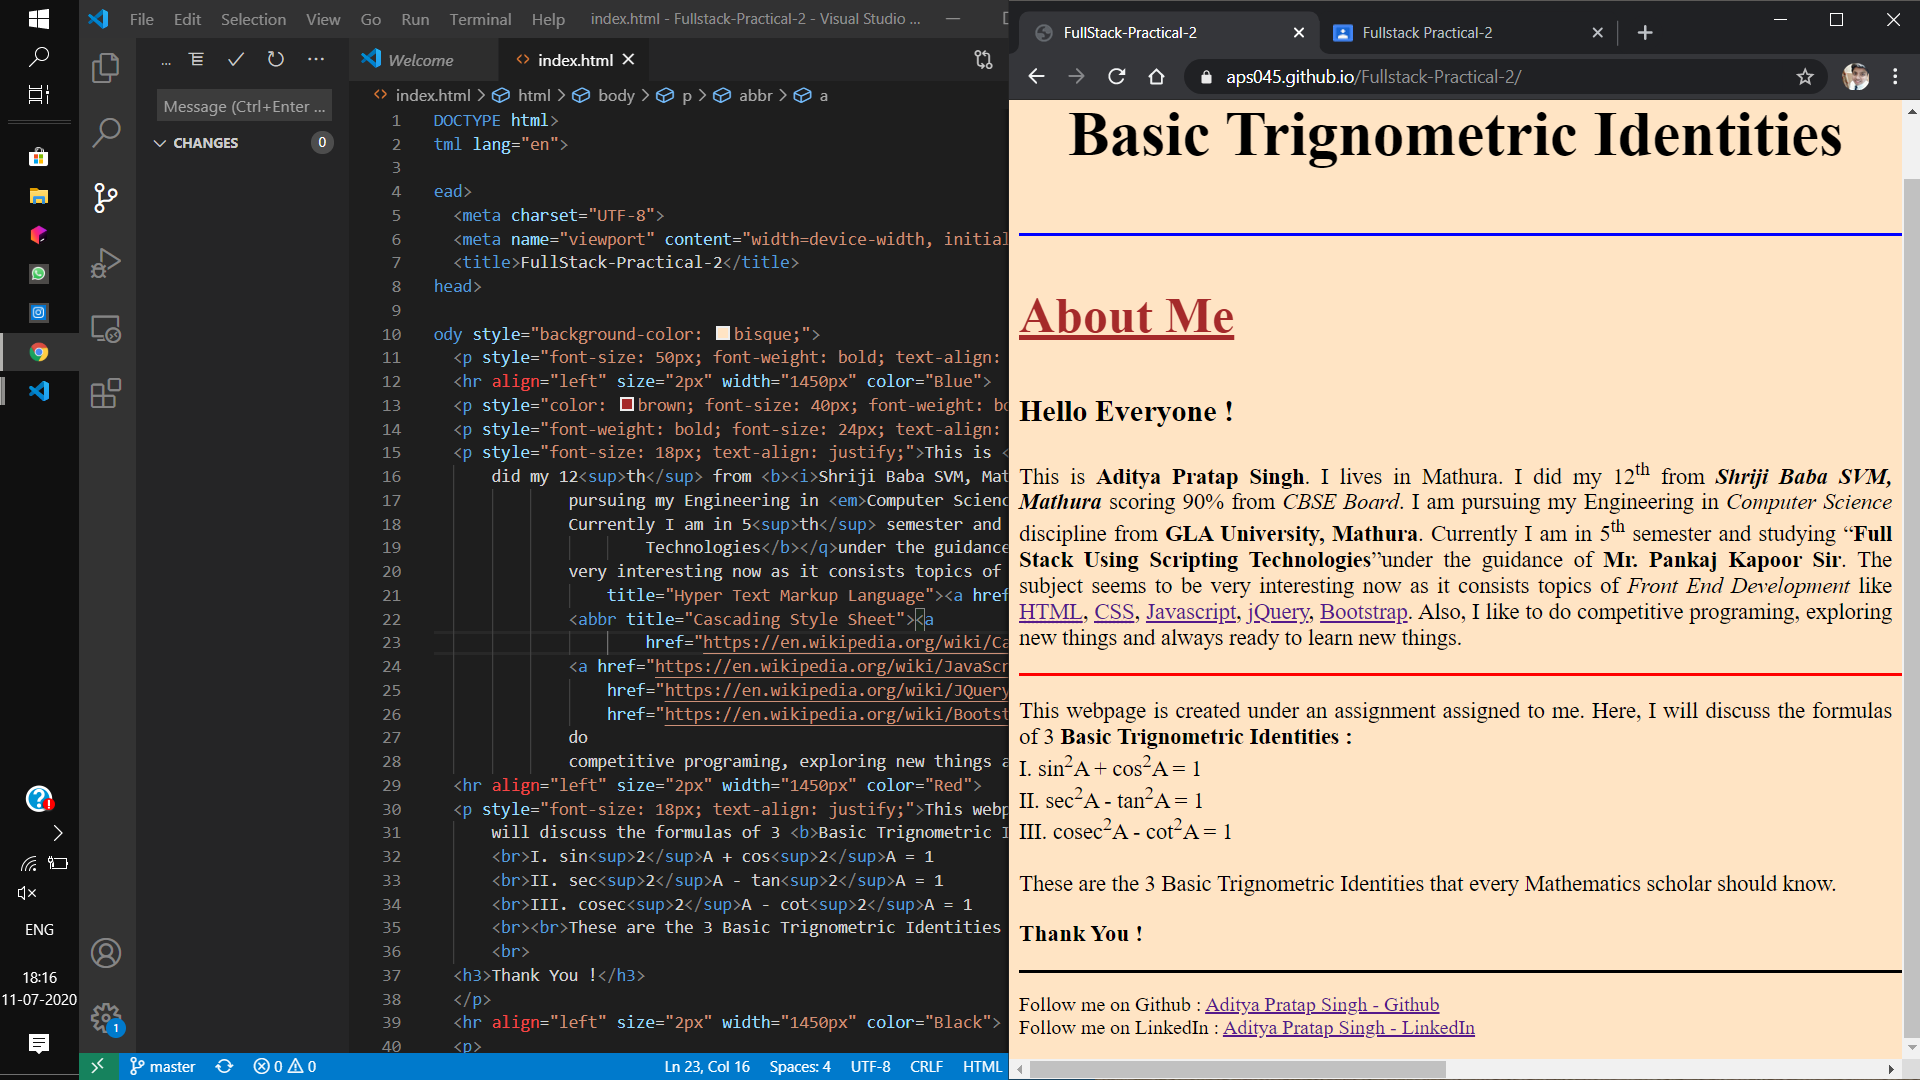 File Edit Selection View Go Run Terminal Help index.html - Fullstack-Practical-2 - Visual Studio ...
Message (Ctrl+Enter ...
CHANGES 0
Welcome
index.html
index.html > html > body > p > abbr > a
1 DOCTYPE html>
2 tml lang="en">
3
4 ead>
5 <meta charset="UTF-8">
6 <meta name="viewport" content="width=device-width, initial
7 <title>FullStack-Practical-2</title>
8 head>
9
10 ody style="background-color: bisque;">
11 <p style="font-size: 50px; font-weight: bold; text-align:
12 <hr align="left" size="2px" width="1450px" color="Blue">
13 <p style="color: brown; font-size: 40px; font-weight: bo
14 <p style="font-weight: bold; font-size: 24px; text-align:
15 <p style="font-size: 18px; text-align: justify;">This is <
16 did my 12<sup>th</sup> from <b><i>Shriji Baba SVM, Mat
17 pursuing my Engineering in <em>Computer Scienc
18 Currently I am in 5<sup>th</sup> semester and
19 Technologies</b></q>under the guidance
20 very interesting now as it consists topics of
21 title="Hyper Text Markup Language"><a href
22 <abbr title="Cascading Style Sheet"><a
23 href="https://en.wikipedia.org/wiki/Ca
24 <a href="https://en.wikipedia.org/wiki/JavaScr
25 href="https://en.wikipedia.org/wiki/JQuery
26 href="https://en.wikipedia.org/wiki/Bootst
27 do
28 competitive programing, exploring new things a
29 <hr align="left" size="2px" width="1450px" color="Red">
30 <p style="font-size: 18px; text-align: justify;">This webp
31 will discuss the formulas of 3 <b>Basic Trignometric I
32 <br>I. sin<sup>2</sup>A + cos<sup>2</sup>A = 1
33 <br>II. sec<sup>2</sup>A - tan<sup>2</sup>A = 1
34 <br>III. cosec<sup>2</sup>A - cot<sup>2</sup>A = 1
35 <br><br>These are the 3 Basic Trignometric Identities
36 <br>
37 <h3>Thank You !</h3>
38 </p>
39 <hr align="left" size="2px" width="1450px" color="Black">
40 <p>
master 0 0 Ln 23, Col 16 Spaces: 4 UTF-8 CRLF HTML
1
ENG
18:16
11-07-2020
FullStack-Practical-2
Fullstack Practical-2
aps045.github.io/Fullstack-Practical-2/
Basic Trignometric Identities
About Me
Hello Everyone !
This is Aditya Pratap Singh. I lives in Mathura. I did my 12th from Shriji Baba SVM,
Mathura scoring 90% from CBSE Board. I am pursuing my Engineering in Computer Science
discipline from GLA University, Mathura. Currently I am in 5th semester and studying “Full
Stack Using Scripting Technologies”under the guidance of Mr. Pankaj Kapoor Sir. The
subject seems to be very interesting now as it consists topics of Front End Development like
HTML, CSS, Javascript, jQuery, Bootstrap. Also, I like to do competitive programing, exploring
new things and always ready to learn new things.
This webpage is created under an assignment assigned to me. Here, I will discuss the formulas
of 3 Basic Trignometric Identities :
I. sin2A + cos2A = 1
II. sec2A - tan2A = 1
III. cosec2A - cot2A = 1
These are the 3 Basic Trignometric Identities that every Mathematics scholar should know.
Thank You !
Follow me on Github : Aditya Pratap Singh - Github
Follow me on LinkedIn : Aditya Pratap Singh - LinkedIn